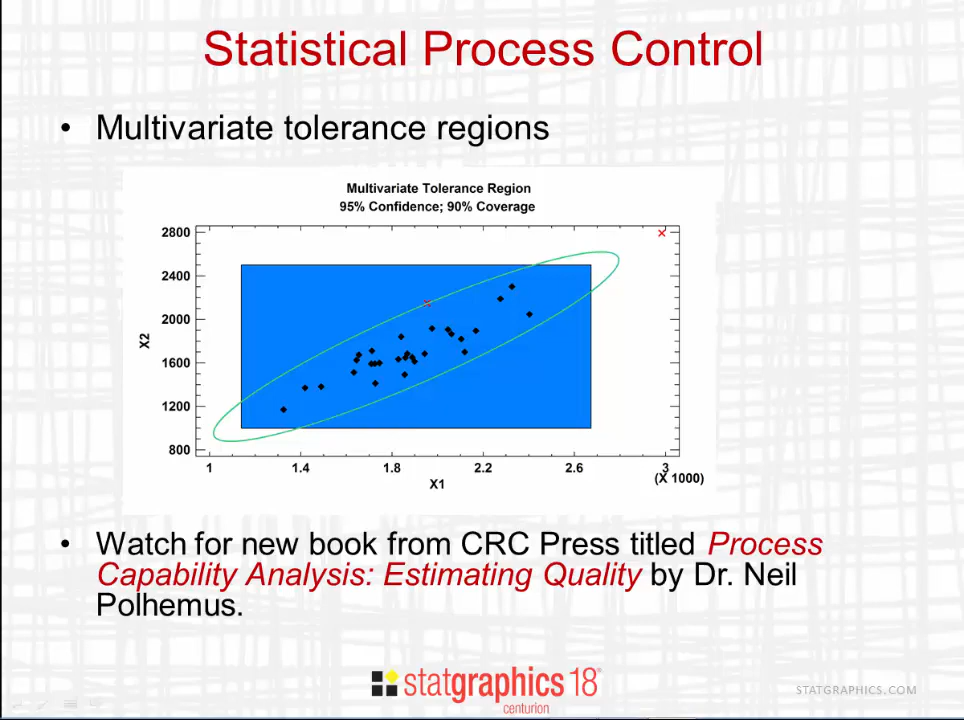 Statistical Process Control
• Multivariate tolerance regions
Multivariate Tolerance Region
95% Confidence; 90% Coverage
2800
2400
2000
1600
1200
800
X2
1 1.4 1.8 2.2 2.6 3
(X 1000)
X1
• Watch for new book from CRC Press titled Process
Capability Analysis: Estimating Quality by Dr. Neil
Polhemus.
statgraphics 18®
centurion
STATGRAPHICS.COM